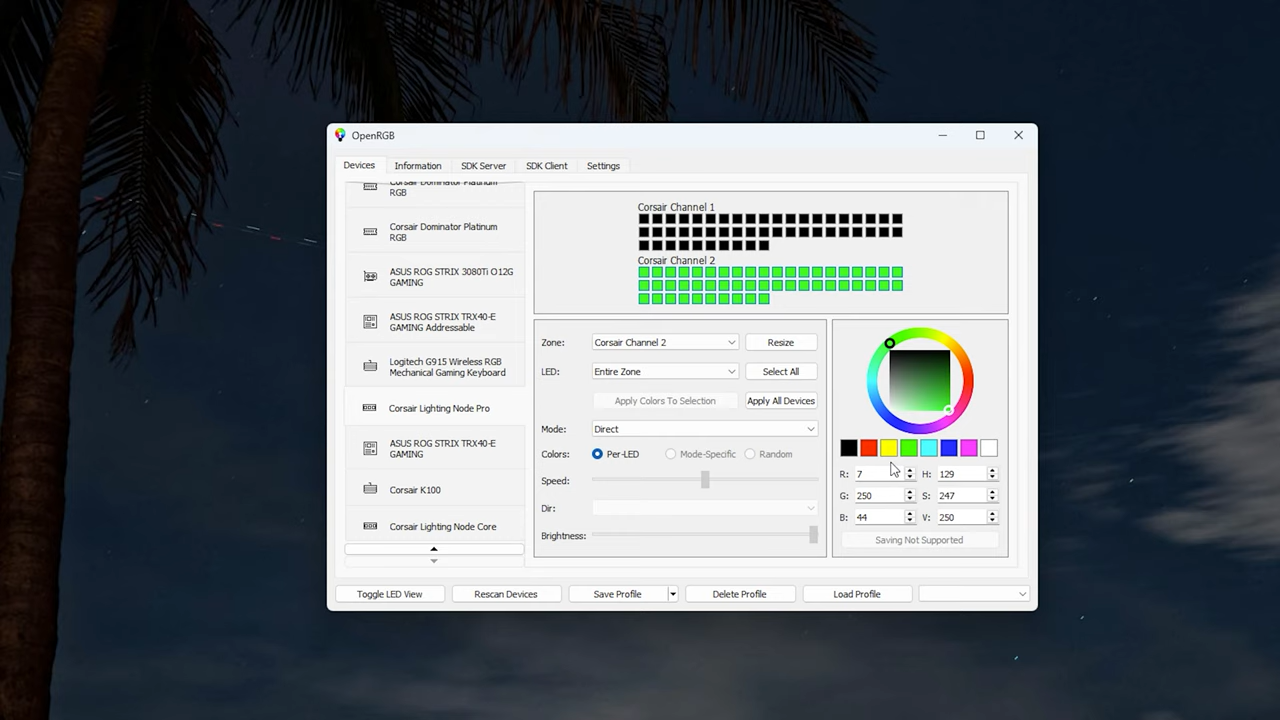 OpenRGB
Devices
Information
SDK Server
SDK Client
Settings
Corsair Dominator Platinum
RGB
Corsair Dominator Platinum
RGB
ASUS ROG STRIX 3080Ti O12G
GAMING
ASUS ROG STRIX TRX40-E
GAMING Addressable
Logitech G915 Wireless RGB
Mechanical Gaming Keyboard
Corsair Lighting Node Pro
ASUS ROG STRIX TRX40-E
GAMING
Corsair K100
Corsair Lighting Node Core
Corsair Channel 1
Corsair Channel 2
Zone: Corsair Channel 2 Resize
LED: Entire Zone Select All
Apply Colors To Selection Apply All Devices
Mode: Direct
Colors: Per-LED Mode-Specific Random
Speed:
Dir:
Brightness:
R: 7 H: 129
G: 250 S: 247
B: 44 V: 250
Saving Not Supported
Toggle LED View Rescan Devices Save Profile Delete Profile Load Profile